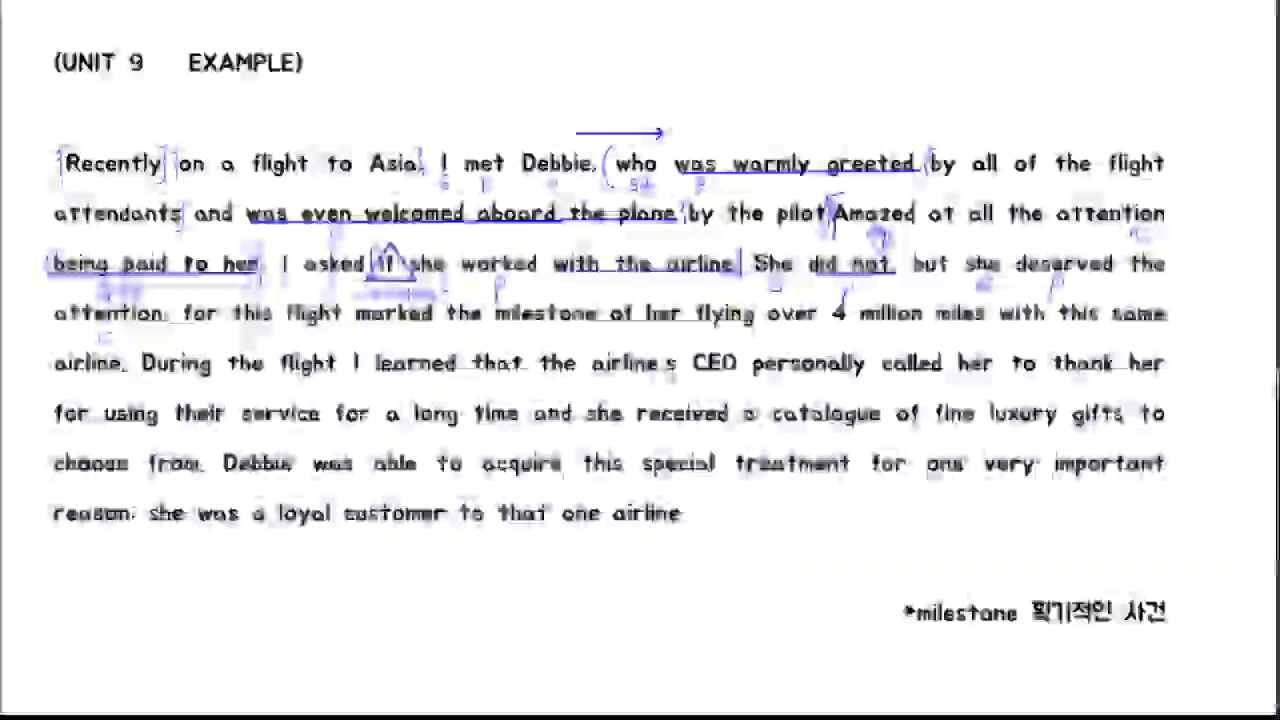 (UNIT 9 EXAMPLE)
Recently on a flight to Asia, I met Debbie, who was warmly greeted by all of the flight
attendants and was even welcomed aboard the plane by the pilot. Amazed at all the attention
being paid to her, I asked if she worked with the airline. She did not, but she deserved the
attention, for this flight marked the milestone of her flying over 4 million miles with this same
airline. During the flight I learned that the airline's CEO personally called her to thank her
for using their service for a long time and she received a catalogue of fine luxury gifts to
choose from. Debbie was able to acquire this special treatment for one very important
reason: she was a loyal customer to that one airline
*milestone 획기적인 사건